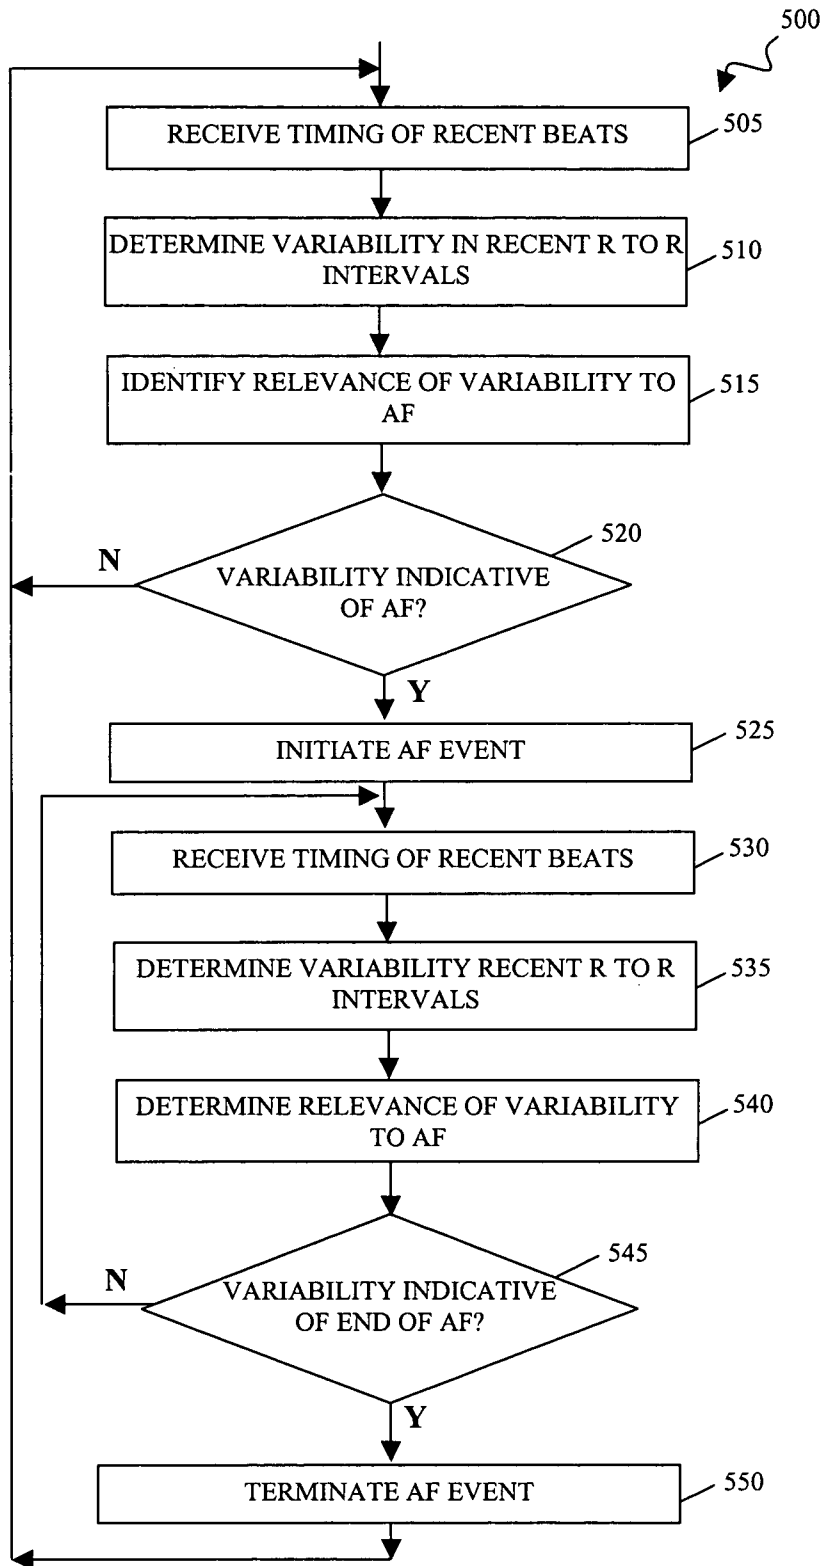 500
RECEIVE TIMING OF RECENT BEATS
505
DETERMINE VARIABILITY IN RECENT R TO R
INTERVALS
510
IDENTIFY RELEVANCE OF VARIABILITY TO
AF
515
520
N
VARIABILITY INDICATIVE
OF AF?
Y
INITIATE AF EVENT
525
RECEIVE TIMING OF RECENT BEATS
530
DETERMINE VARIABILITY RECENT R TO R
INTERVALS
535
DETERMINE RELEVANCE OF VARIABILITY
TO AF
540
545
N
VARIABILITY INDICATIVE
OF END OF AF?
Y
TERMINATE AF EVENT
550